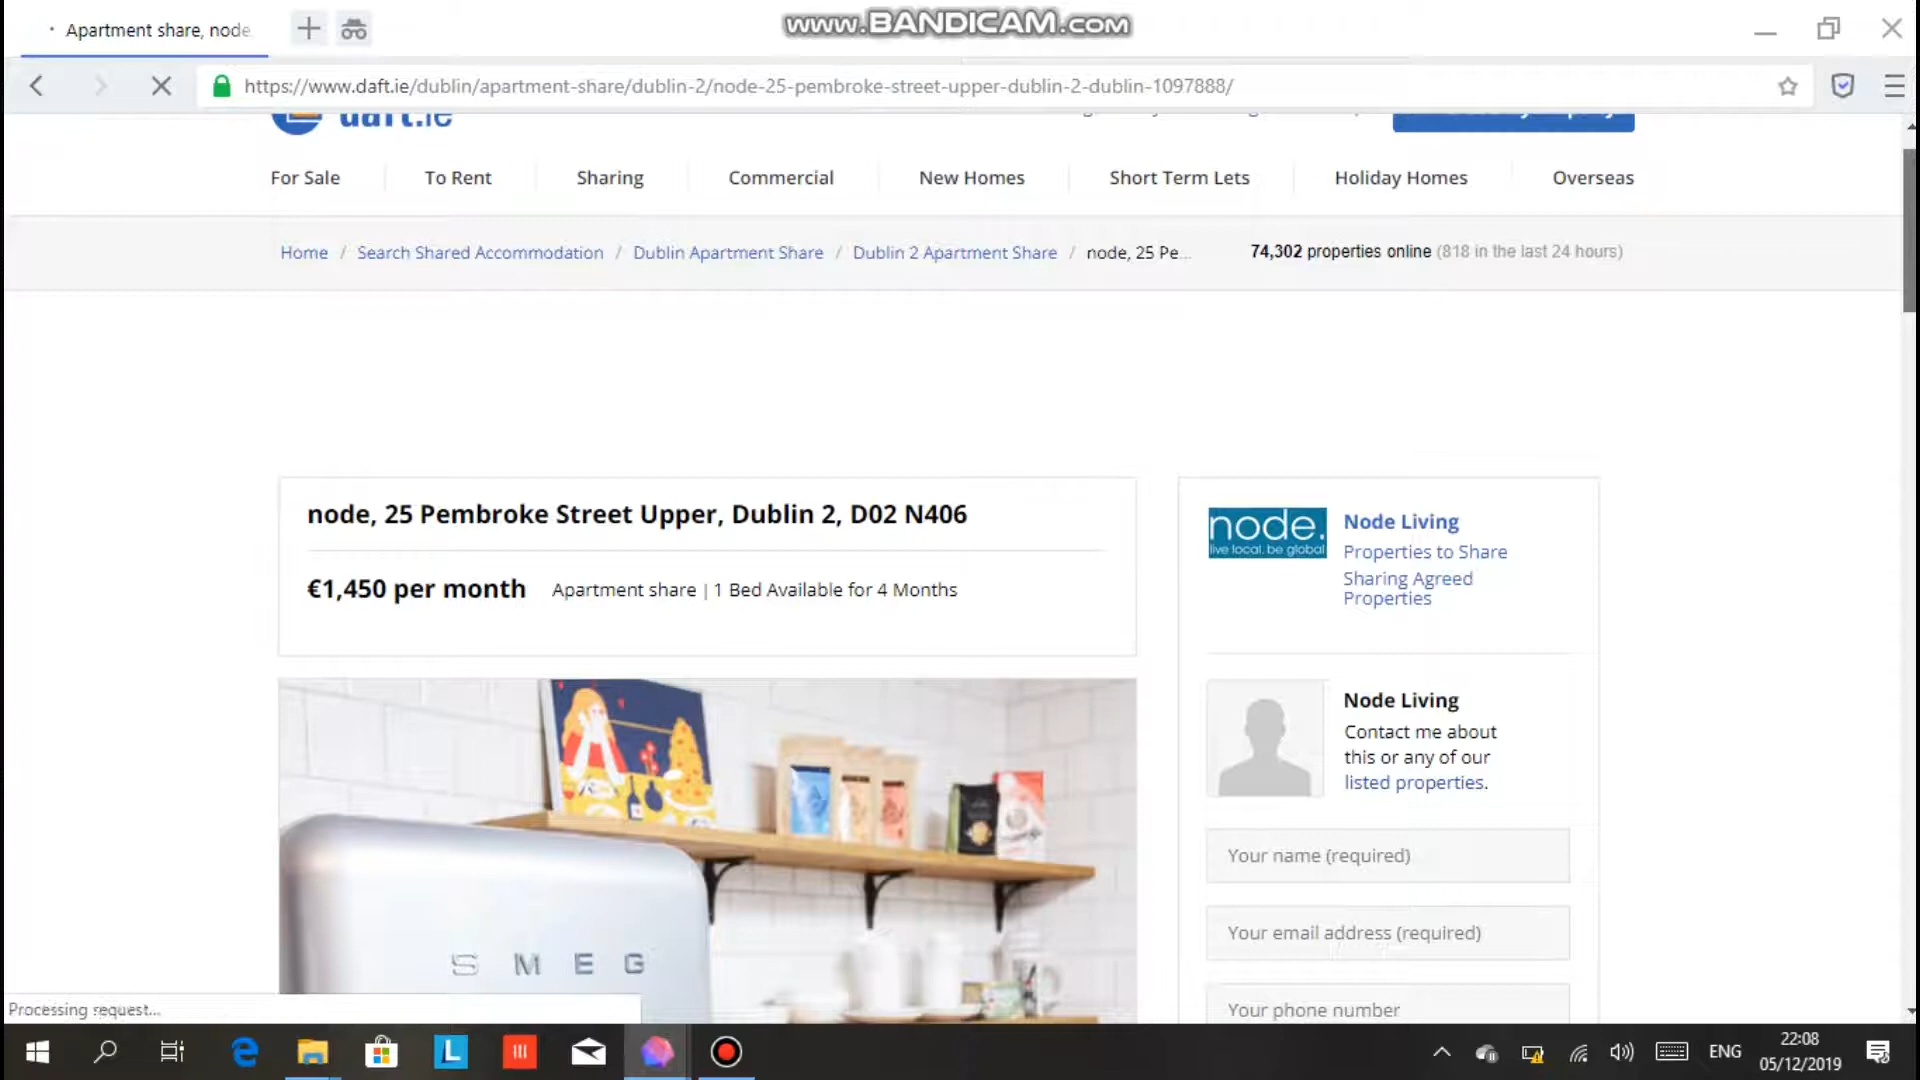 Apartment share, node
www.BANDICAM.com
https://www.daft.ie/dublin/apartment-share/dublin-2/node-25-pembroke-street-upper-dublin-2-dublin-1097888/
daft.ie
For Sale
To Rent
Sharing
Commercial
New Homes
Short Term Lets
Holiday Homes
Overseas
Home / Search Shared Accommodation / Dublin Apartment Share / Dublin 2 Apartment Share / node, 25 Pe...
74,302 properties online (818 in the last 24 hours)
node, 25 Pembroke Street Upper, Dublin 2, D02 N406
€1,450 per month Apartment share | 1 Bed Available for 4 Months
node.
live local. be global
Node Living
Properties to Share
Sharing Agreed
Properties
Node Living
Contact me about
this or any of our
listed properties.
Your name (required)
Your email address (required)
Your phone number
SMEG
Processing request...
ENG
22:08
05/12/2019